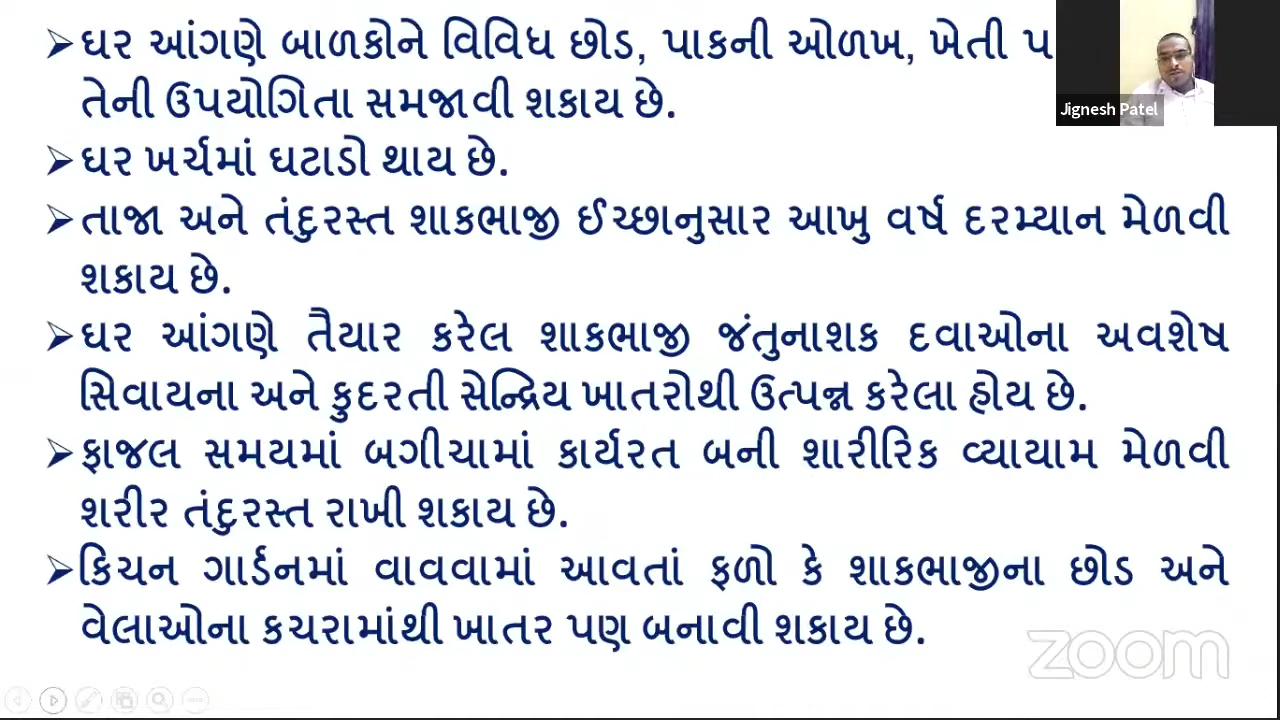 ➢ઘર આંગણે બાળકોને વિવિધ છોડ, પાકની ઓળખ, ખેતી
તેની ઉપયોગિતા સમજાવી શકાય છે.
➢ઘર ખર્ચમાં ઘટાડો થાય છે.
➢તાજા અને તંદુરસ્ત શાકભાજી ઈચ્છાનુસાર આખુ વર્ષ દરમ્યાન મેળવી
શકાય છે.
➢ઘર આંગણે તૈયાર કરેલ શાકભાજી જંતુનાશક દવાઓના અવશેષ
સિવાયના અને કુદરતી સેન્દ્રિય ખાતરોથી ઉત્પન્ન કરેલા હોય છે.
➢ફાજલ સમયમાં બગીચામાં કાર્યરત બની શારીરિક વ્યાયામ મેળવી
શરીર તંદુરસ્ત રાખી શકાય છે.
➢કિચન ગાર્ડનમાં વાવવામાં આવતાં ફળો કે શાકભાજીના છોડ અને
વેલાઓના કચરામાંથી ખાતર પણ બનાવી શકાય છે.
Jignesh Patel
zoom